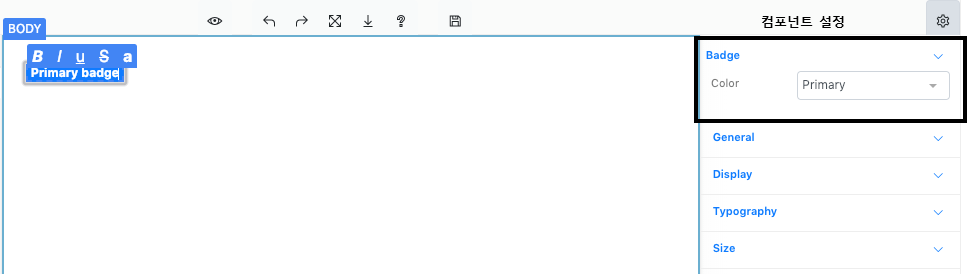 컴포넌트 설정
BODY
B I U S a
Primary badge
Badge
Color
Primary
General
Display
Typography
Size